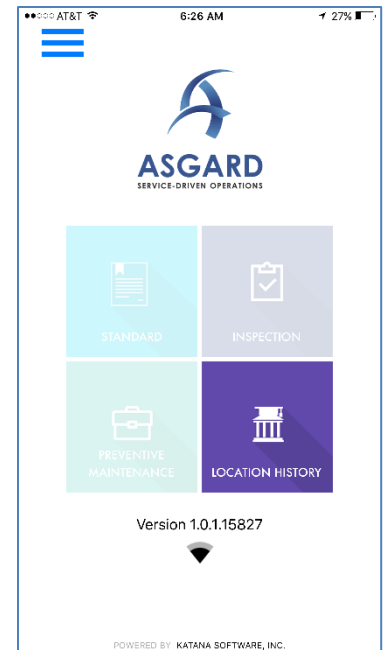 AT&T 6:26 AM 27%
ASGARD
SERVICE-DRIVEN OPERATIONS
STANDARD
INSPECTION
PREVENTIVE
MAINTENANCE
LOCATION HISTORY
Version 1.0.1.15827
POWERED BY KATANA SOFTWARE, INC.